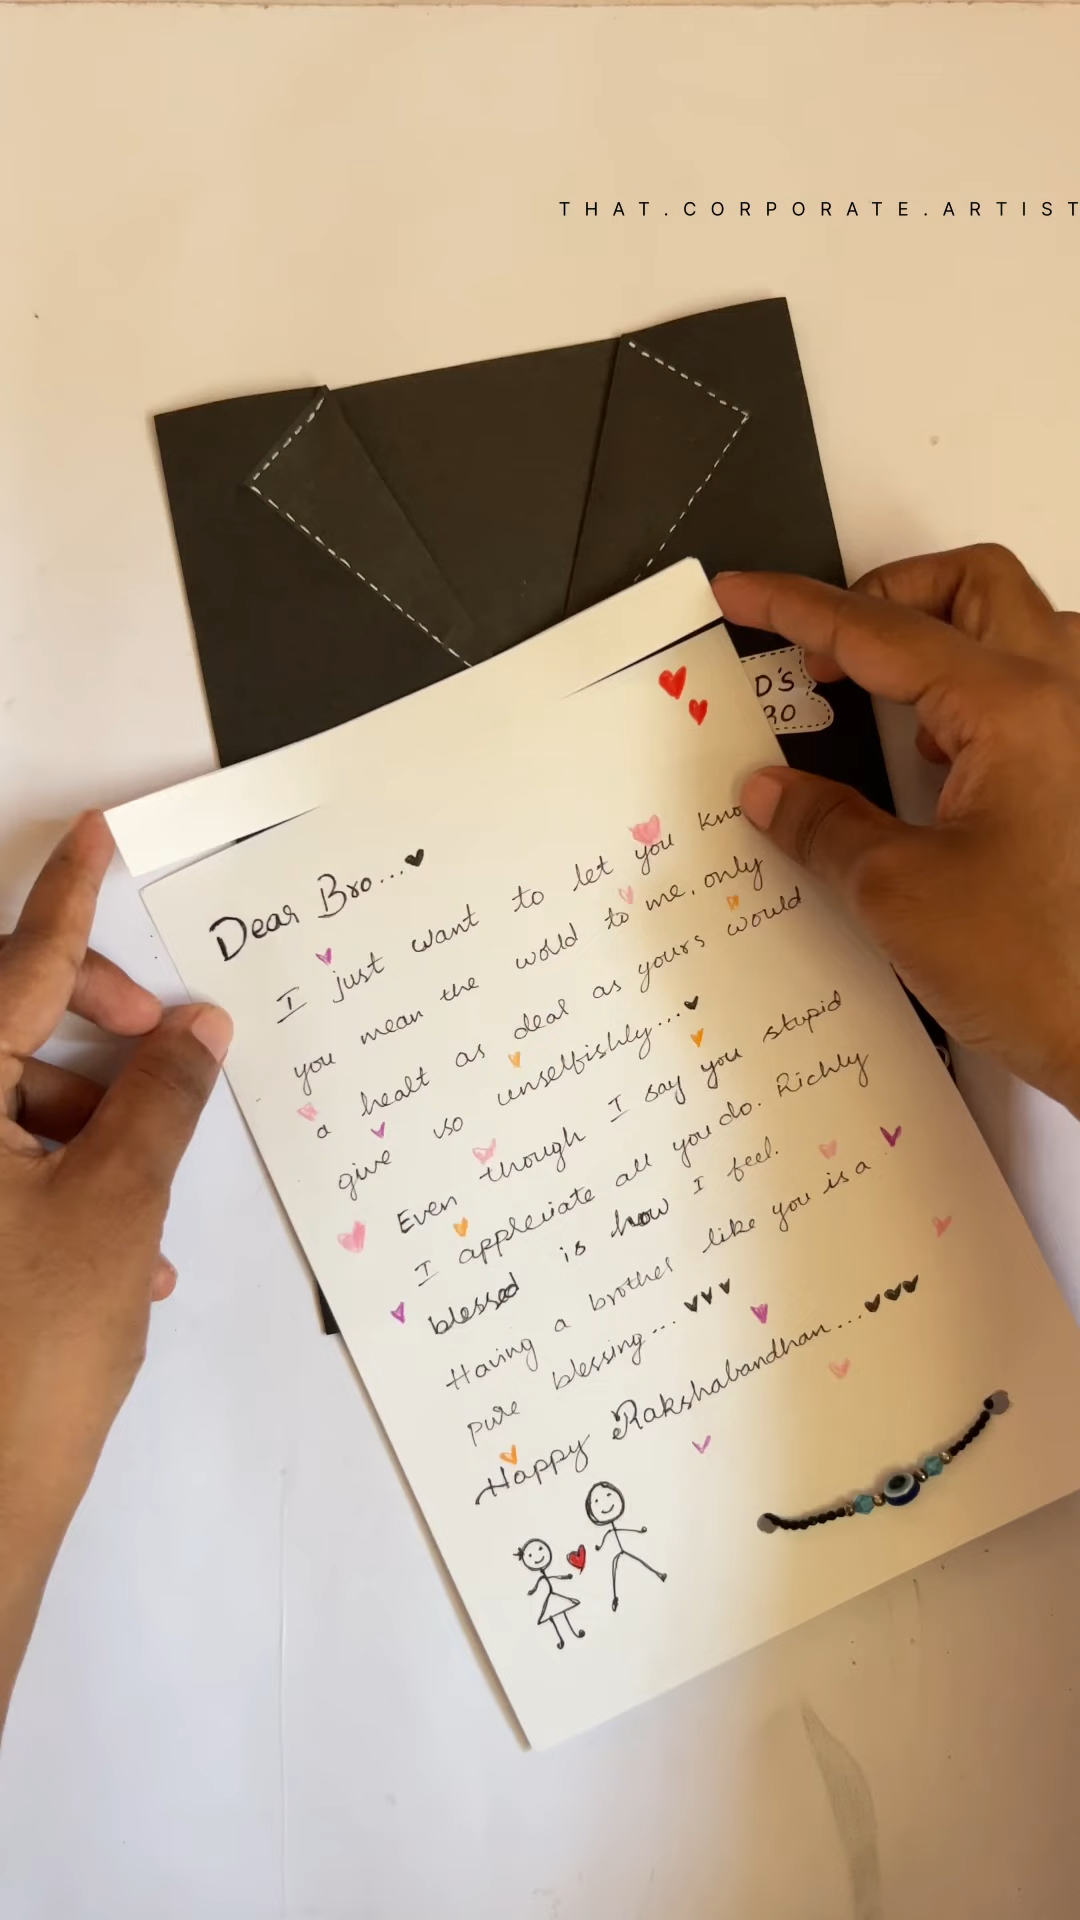 THAT.CORPORATE.ARTIST
D'S
BO
Dear Bro...
I just want to let you kno
you mean the world to me. only
a heart as dear as yours would
give so unselfishly...
Even though I say you stupid
I appreciate all you do. Richly
blessed is how I feel.
Having a brother like you is a
pure blessing...
Happy Rakshabandhan...